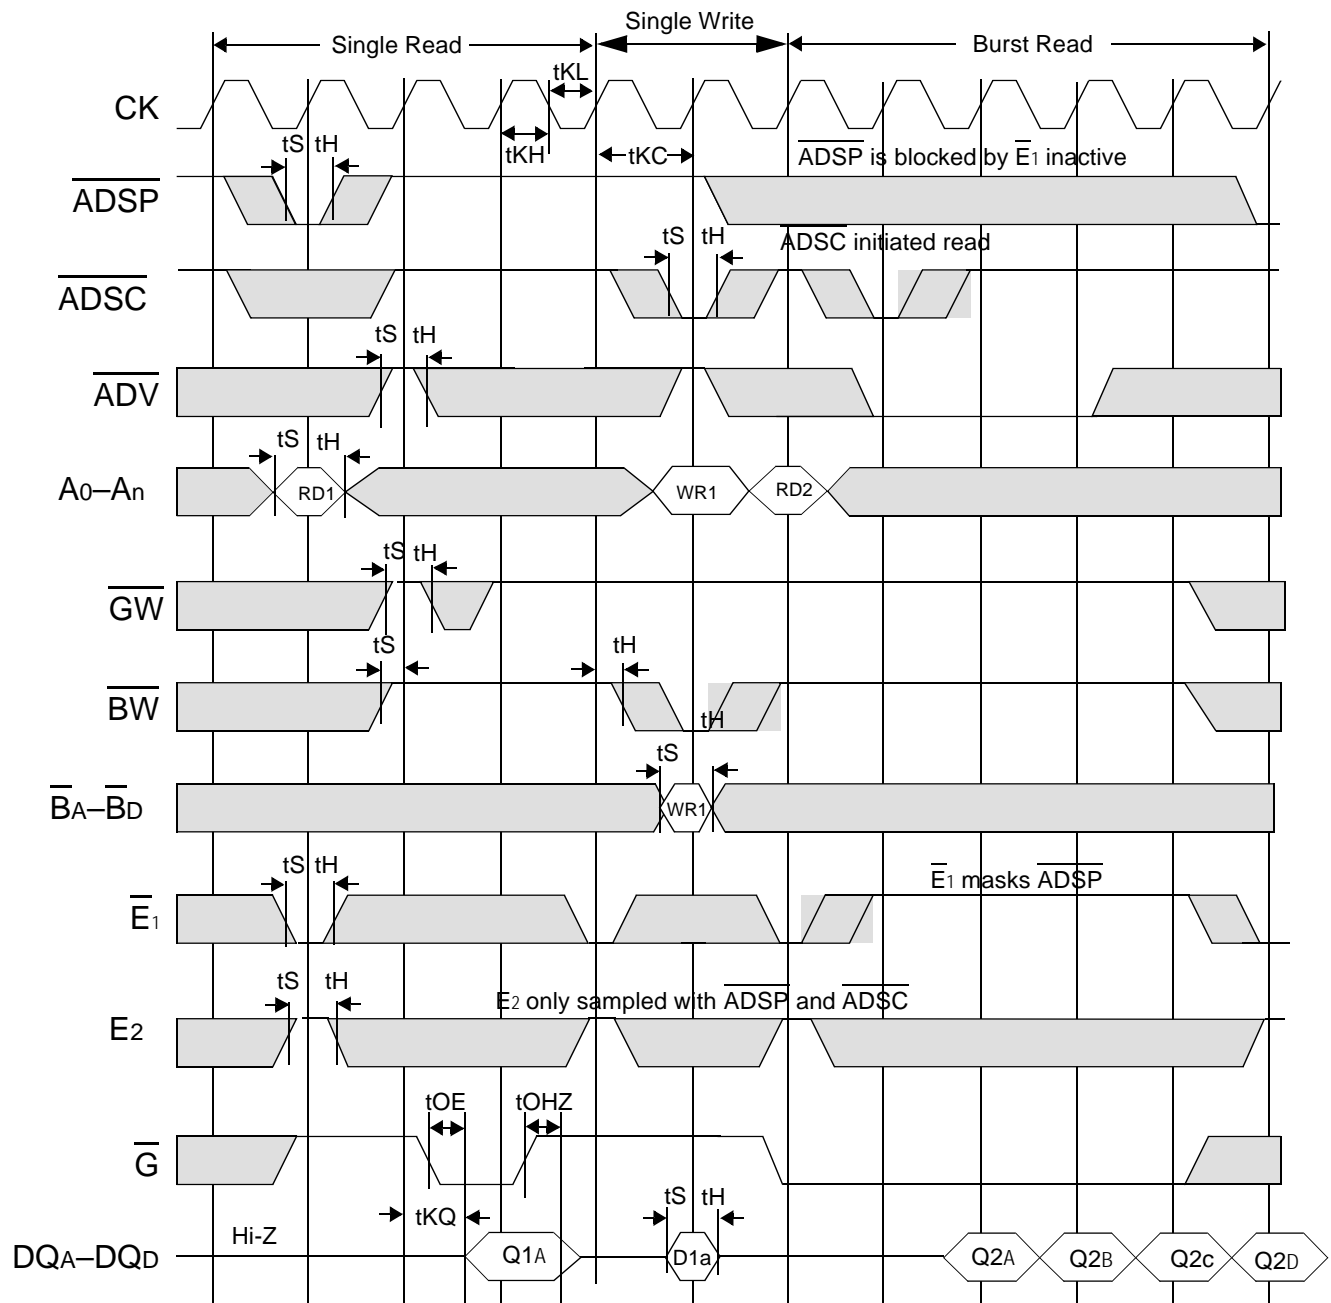 Single Write
Single Read
Burst Read
tKL
CK
tS tH
tKH
tKC
ADSP is blocked by E1 inactive
ADSP
tS tH
ADSC initiated read
ADSC
tS tH
ADV
tS tH
A0–An
RD1
WR1
RD2
tS tH
GW
tS
tH
BW
tH
tS
BA–BD
WR1
tS tH
E1 masks ADSP
E1
tS tH
E2 only sampled with ADSP and ADSC
E2
tOE
tOHZ
G
tKQ
tS tH
Hi-Z
DQA–DQD
Q1A
D1a
Q2A
Q2B
Q2c
Q2D